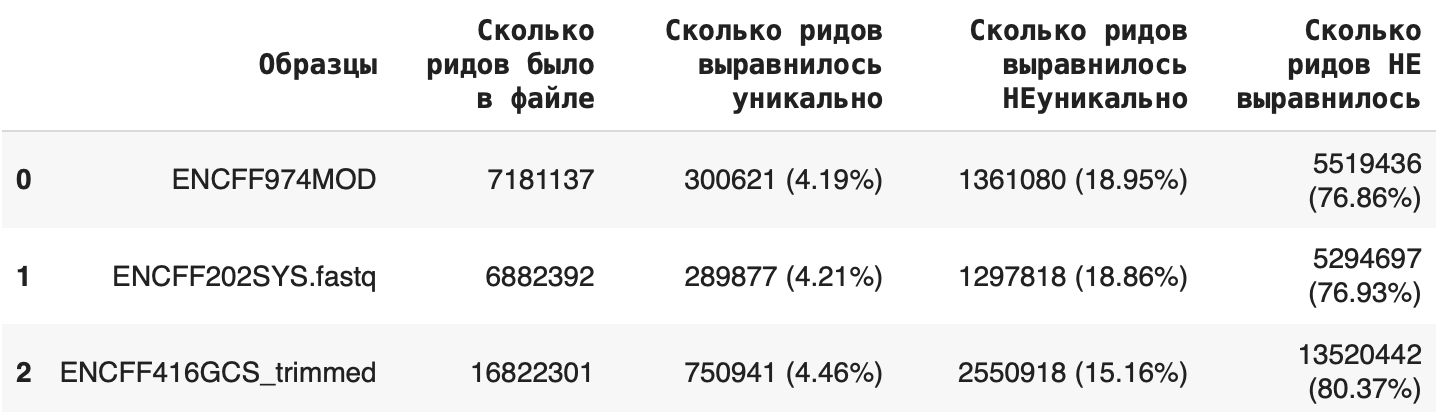 Образцы Сколько ридов было в файле Сколько ридов выравнилось уникально Сколько ридов выравнилось НЕуникально Сколько ридов НЕ выравнилось
0 ENCFF974MOD 7181137 300621 (4.19%) 1361080 (18.95%) 5519436 (76.86%)
1 ENCFF202SYS.fastq 6882392 289877 (4.21%) 1297818 (18.86%) 5294697 (76.93%)
2 ENCFF416GCS_trimmed 16822301 750941 (4.46%) 2550918 (15.16%) 13520442 (80.37%)